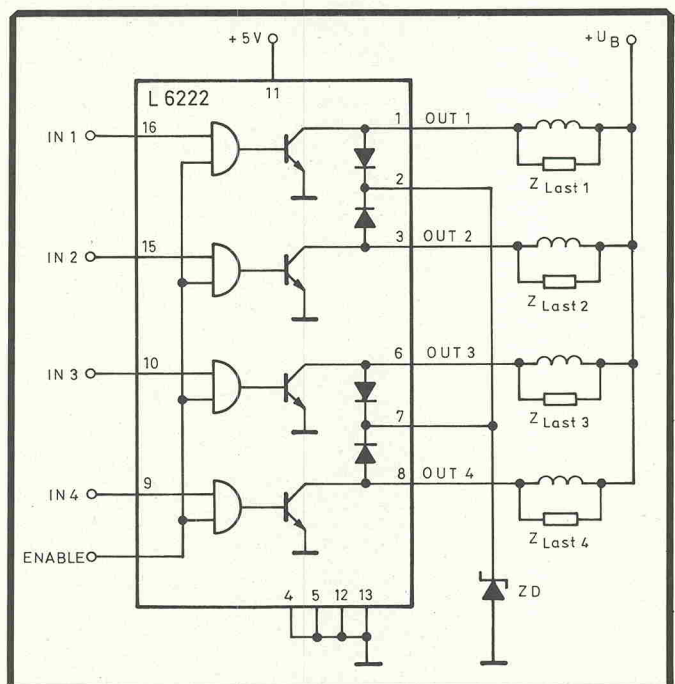 +5V
+UB
L 6222
11
IN 1
16
1 OUT 1
Z Last 1
2
IN 2
15
3 OUT 2
Z Last 2
IN 3
10
6 OUT 3
Z Last 3
7
IN 4
9
8 OUT 4
Z Last 4
ENABLE
ZD
4 5 12 13